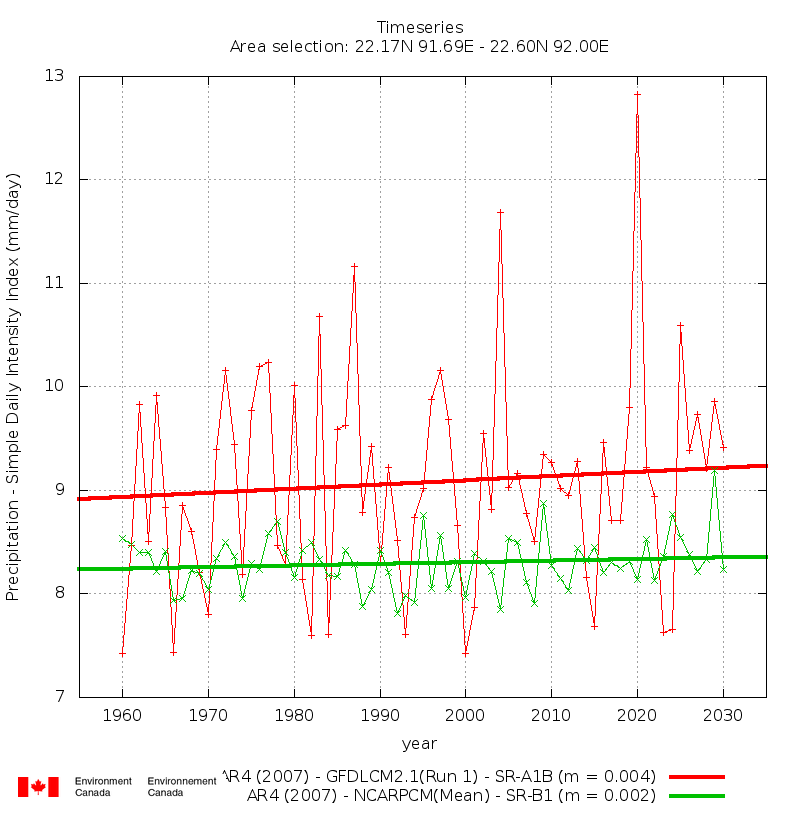 Timeseries
Area selection: 22.17N 91.69E - 22.60N 92.00E
Precipitation - Simple Daily Intensity Index (mm/day)
13
12
11
10
9
8
7
1960 1970 1980 1990 2000 2010 2020 2030
year
AR4 (2007) - GFDLCM2.1(Run 1) - SR-A1B (m = 0.004)
AR4 (2007) - NCARPCM(Mean) - SR-B1 (m = 0.002)
Environment Canada
Environnement Canada